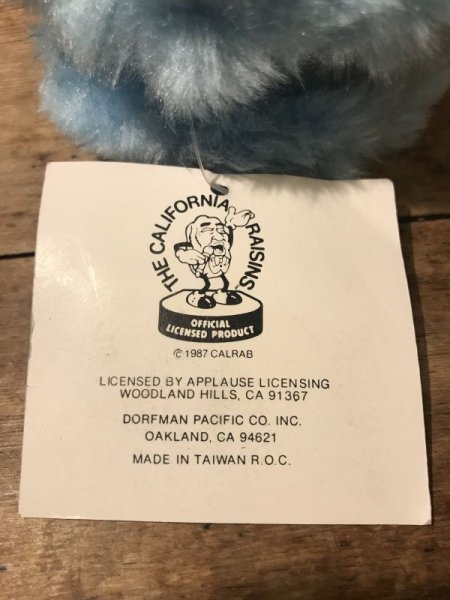 THE CALIFORNIA RAISINS
OFFICIAL
LICENSED PRODUCT
© 1987 CALRAB
LICENSED BY APPLAUSE LICENSING
WOODLAND HILLS, CA 91367
DORFMAN PACIFIC CO. INC.
OAKLAND, CA 94621
MADE IN TAIWAN R.O.C.